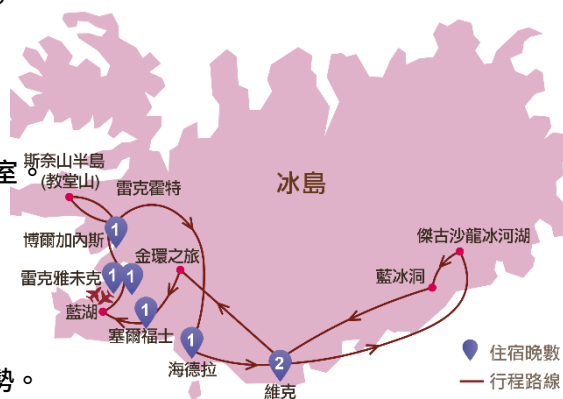 室。
勢。
斯奈山半島
(教堂山)
雷克霍特
冰島
博爾加內斯
1
傑古沙龍冰河湖
金環之旅
藍冰洞
雷克雅未克
1
1
藍湖
1
塞爾福士
1
海德拉
2
維克
住宿晚數
行程路線